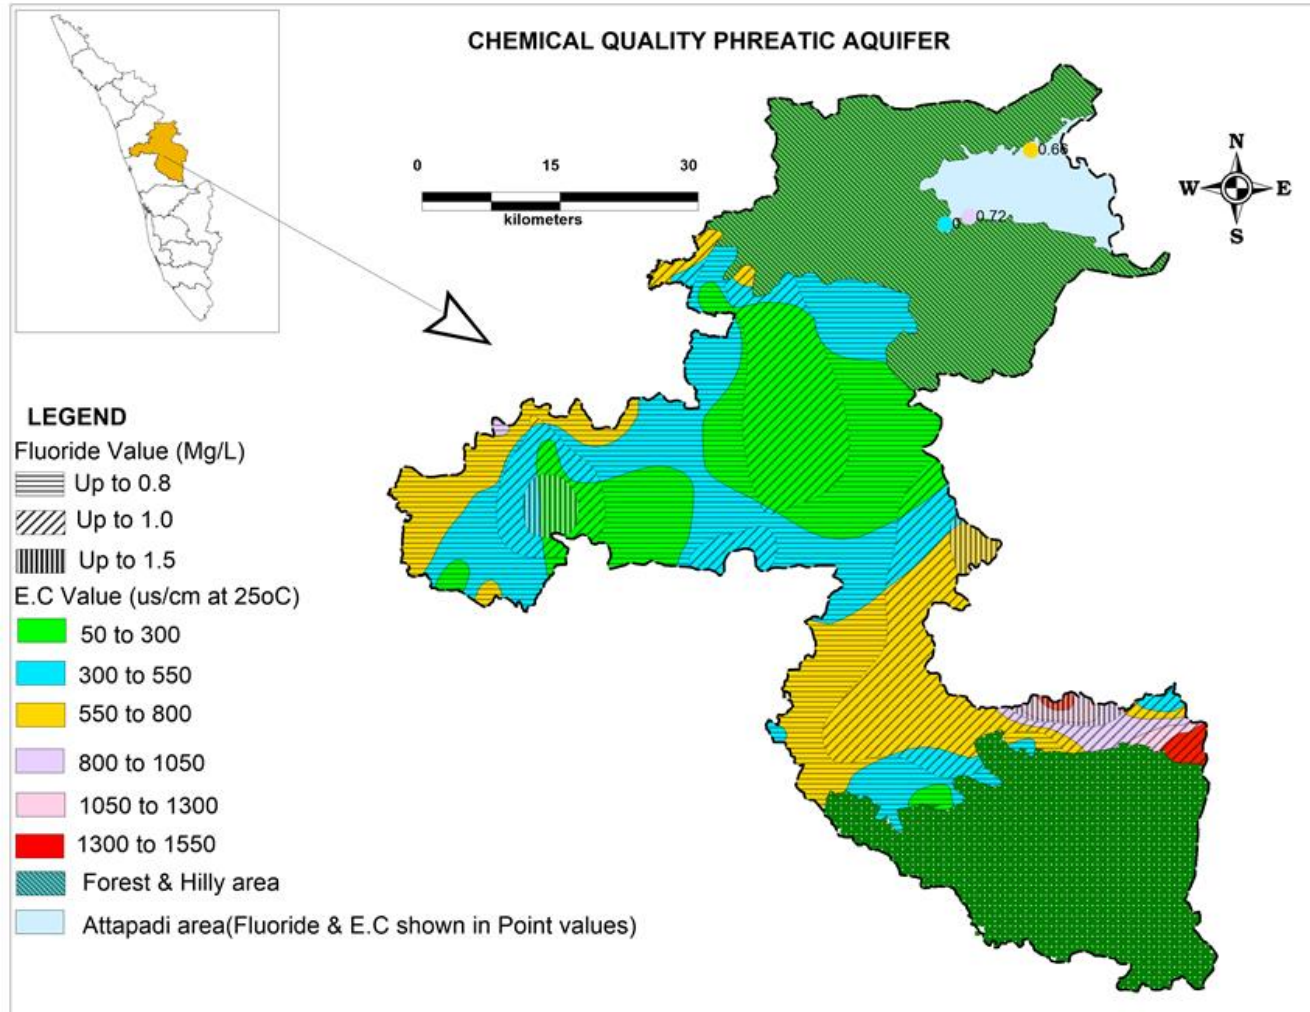 CHEMICAL QUALITY PHREATIC AQUIFER
0 15 30
kilometers
N
W E
S
0.66
0.72
0
LEGEND
Fluoride Value (Mg/L)
Up to 0.8
Up to 1.0
Up to 1.5
E.C Value (us/cm at 25oC)
50 to 300
300 to 550
550 to 800
800 to 1050
1050 to 1300
1300 to 1550
Forest & Hilly area
Attapadi area(Fluoride & E.C shown in Point values)